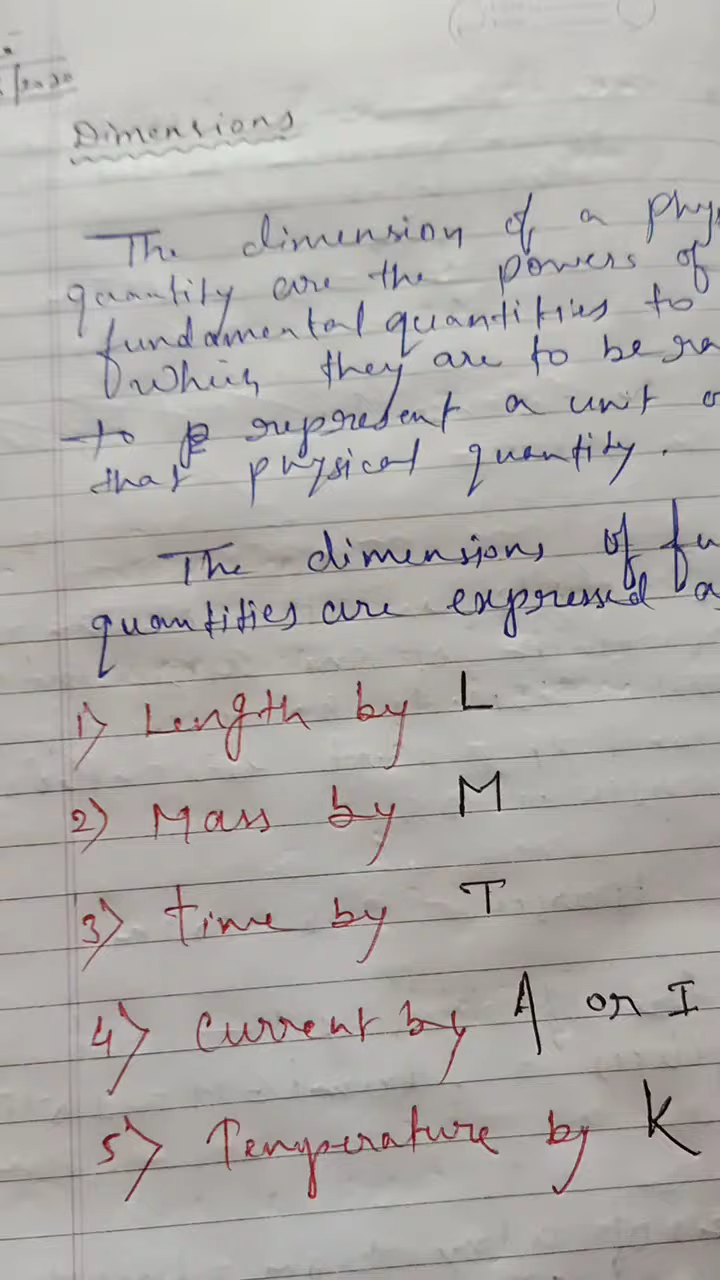 /2020
Dimensions
The dimension of a phy
quantity are the powers of
fundamental quantities to
which they are to be ra
to represent a unit o
that physical quantity.
The dimensions of fu
quantities are expressed a
1) Length by L
2) Mass by M
3) time by T
4) Current by A or I
5) Temperature by K